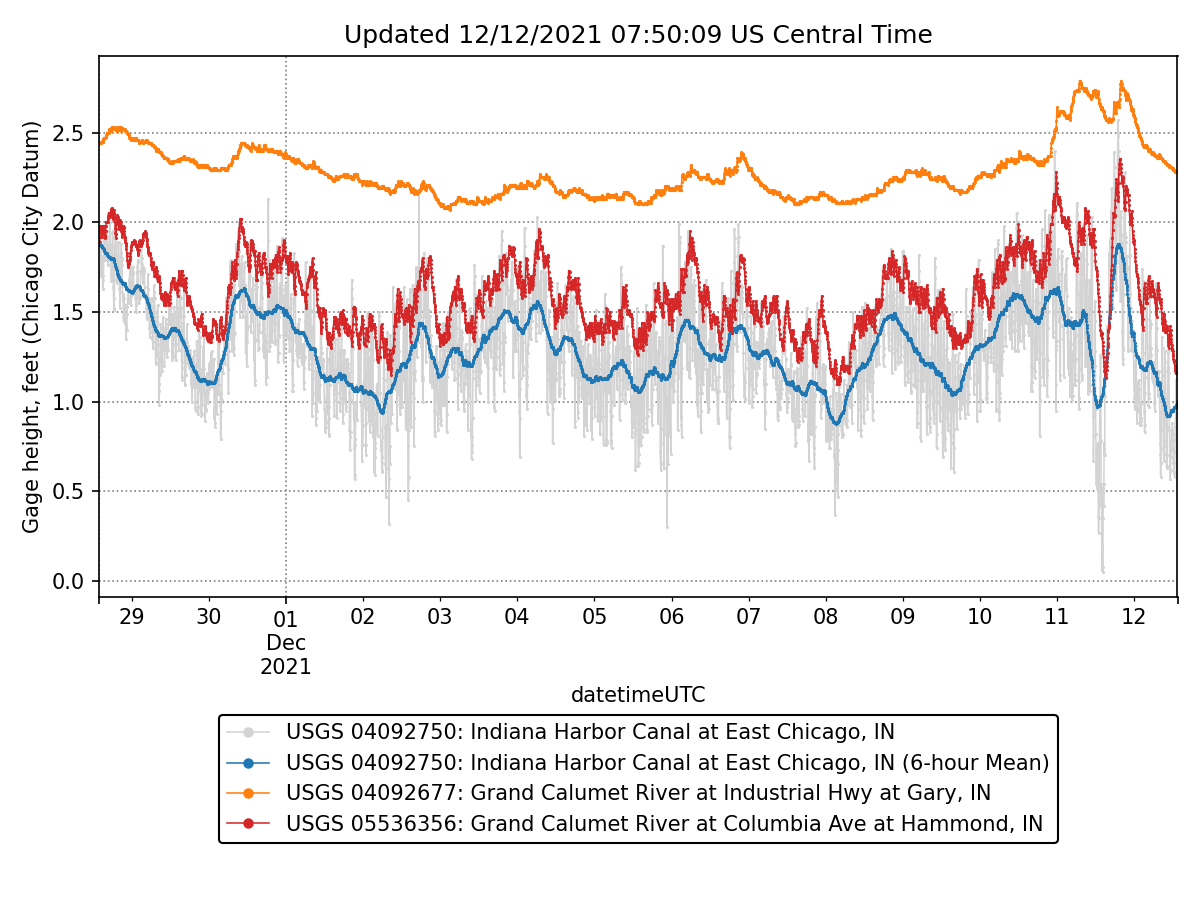 Updated 12/12/2021 07:50:09 US Central Time
Gage height, feet (Chicago City Datum)
2.5
2.0
1.5
1.0
0.5
0.0
29 30 01 02 03 04 05 06 07 08 09 10 11 12
Dec
2021
datetimeUTC
USGS 04092750: Indiana Harbor Canal at East Chicago, IN
USGS 04092750: Indiana Harbor Canal at East Chicago, IN (6-hour Mean)
USGS 04092677: Grand Calumet River at Industrial Hwy at Gary, IN
USGS 05536356: Grand Calumet River at Columbia Ave at Hammond, IN